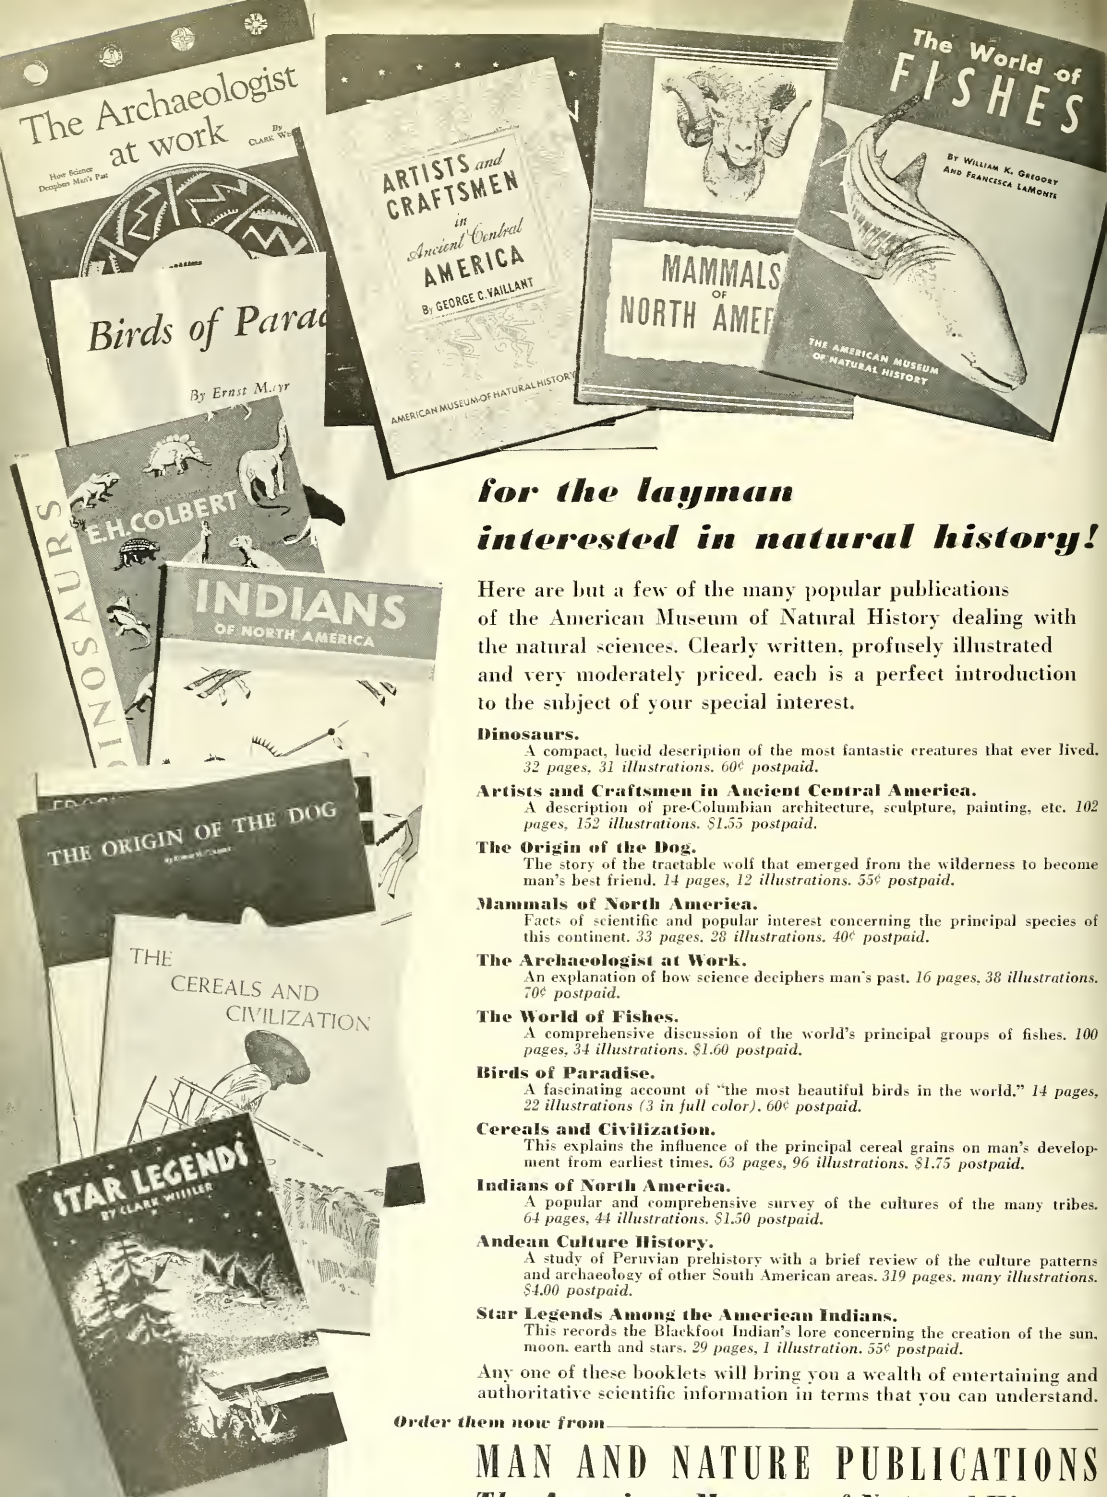 The Archaeologist
at work
By
CLARK
How Science
Deciphers Man's Past
ARTISTS and
CRAFTSMEN
in
Ancient Central
AMERICA
By GEORGE C. VAILLANT
AMERICAN MUSEUM OF NATURAL HISTORY
MAMMALS
OF
NORTH AMER
The World of
FISHES
BY WILLIAM K. GREGORY
AND FRANCESCA LAMONTE
THE AMERICAN MUSEUM
OF NATURAL HISTORY
Birds of Parad
By Ernst Mayr
DINOSAURS
by E.H. COLBERT
INDIANS
OF NORTH AMERICA
THE ORIGIN OF THE DOG
THE
CEREALS AND
CIVILIZATION
STAR LEGENDS
BY CLARK WISSLER
for the layman
interested in natural history!
Here are but a few of the many popular publications
of the American Museum of Natural History dealing with
the natural sciences. Clearly written, profusely illustrated
and very moderately priced, each is a perfect introduction
to the subject of your special interest.
Dinosaurs.
A compact, lucid description of the most fantastic creatures that ever lived.
32 pages, 31 illustrations. 60¢ postpaid.
Artists and Craftsmen in Ancient Central America.
A description of pre-Columbian architecture, sculpture, painting, etc. 102
pages, 152 illustrations. $1.55 postpaid.
The Origin of the Dog.
The story of the tractable wolf that emerged from the wilderness to become
man's best friend. 14 pages, 12 illustrations. 55¢ postpaid.
Mammals of North America.
Facts of scientific and popular interest concerning the principal species of
this continent. 33 pages. 28 illustrations. 40¢ postpaid.
The Archaeologist at Work.
An explanation of how science deciphers man's past. 16 pages, 38 illustrations.
70¢ postpaid.
The World of Fishes.
A comprehensive discussion of the world's principal groups of fishes. 100
pages, 34 illustrations. $1.60 postpaid.
Birds of Paradise.
A fascinating account of "the most beautiful birds in the world." 14 pages,
22 illustrations (3 in full color). 60¢ postpaid.
Cereals and Civilization.
This explains the influence of the principal cereal grains on man's develop-
ment from earliest times. 63 pages, 96 illustrations. $1.75 postpaid.
Indians of North America.
A popular and comprehensive survey of the cultures of the many tribes.
64 pages, 44 illustrations. $1.50 postpaid.
Andean Culture History.
A study of Peruvian prehistory with a brief review of the culture patterns
and archaeology of other South American areas. 319 pages, many illustrations.
$4.00 postpaid.
Star Legends Among the American Indians.
This records the Blackfoot Indian's lore concerning the creation of the sun,
moon, earth and stars. 29 pages, 1 illustration. 55¢ postpaid.
Any one of these booklets will bring you a wealth of entertaining and
authoritative scientific information in terms that you can understand.
Order them now from
MAN AND NATURE PUBLICATIONS